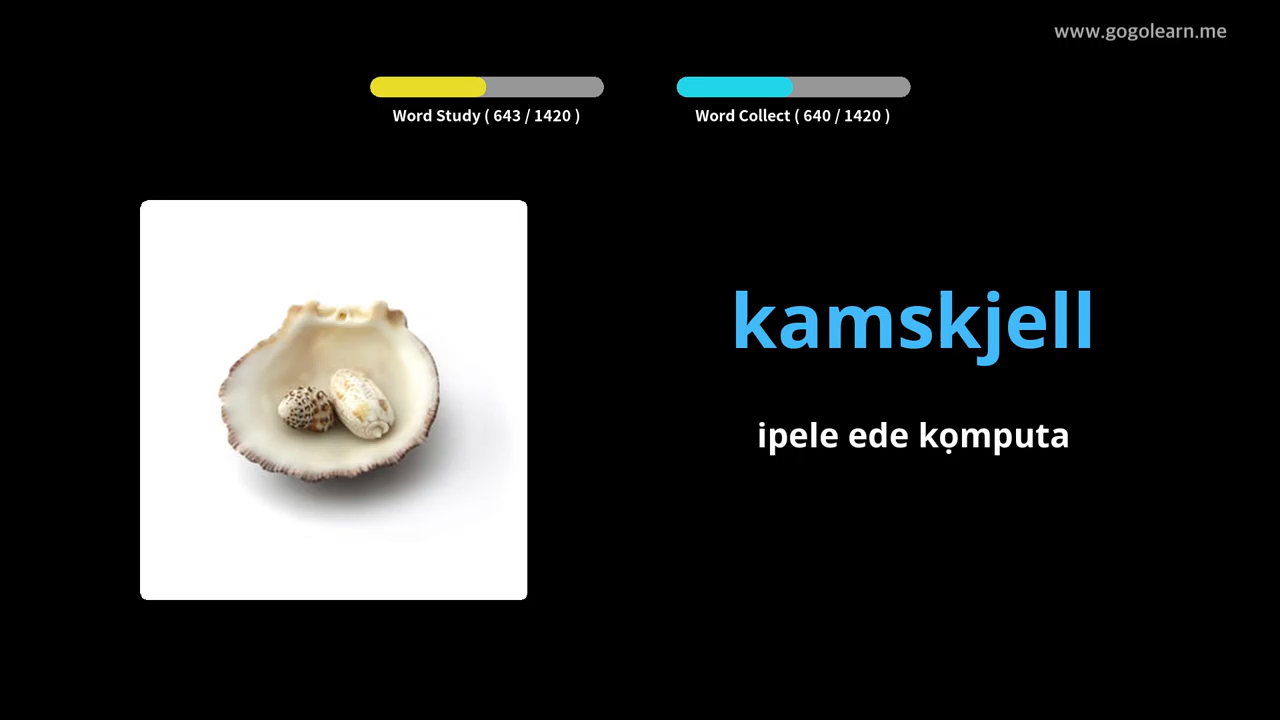 www.gogolearn.me
Word Study ( 643 / 1420 )
Word Collect ( 640 / 1420 )
kamskjell
ipele ede kọmputa